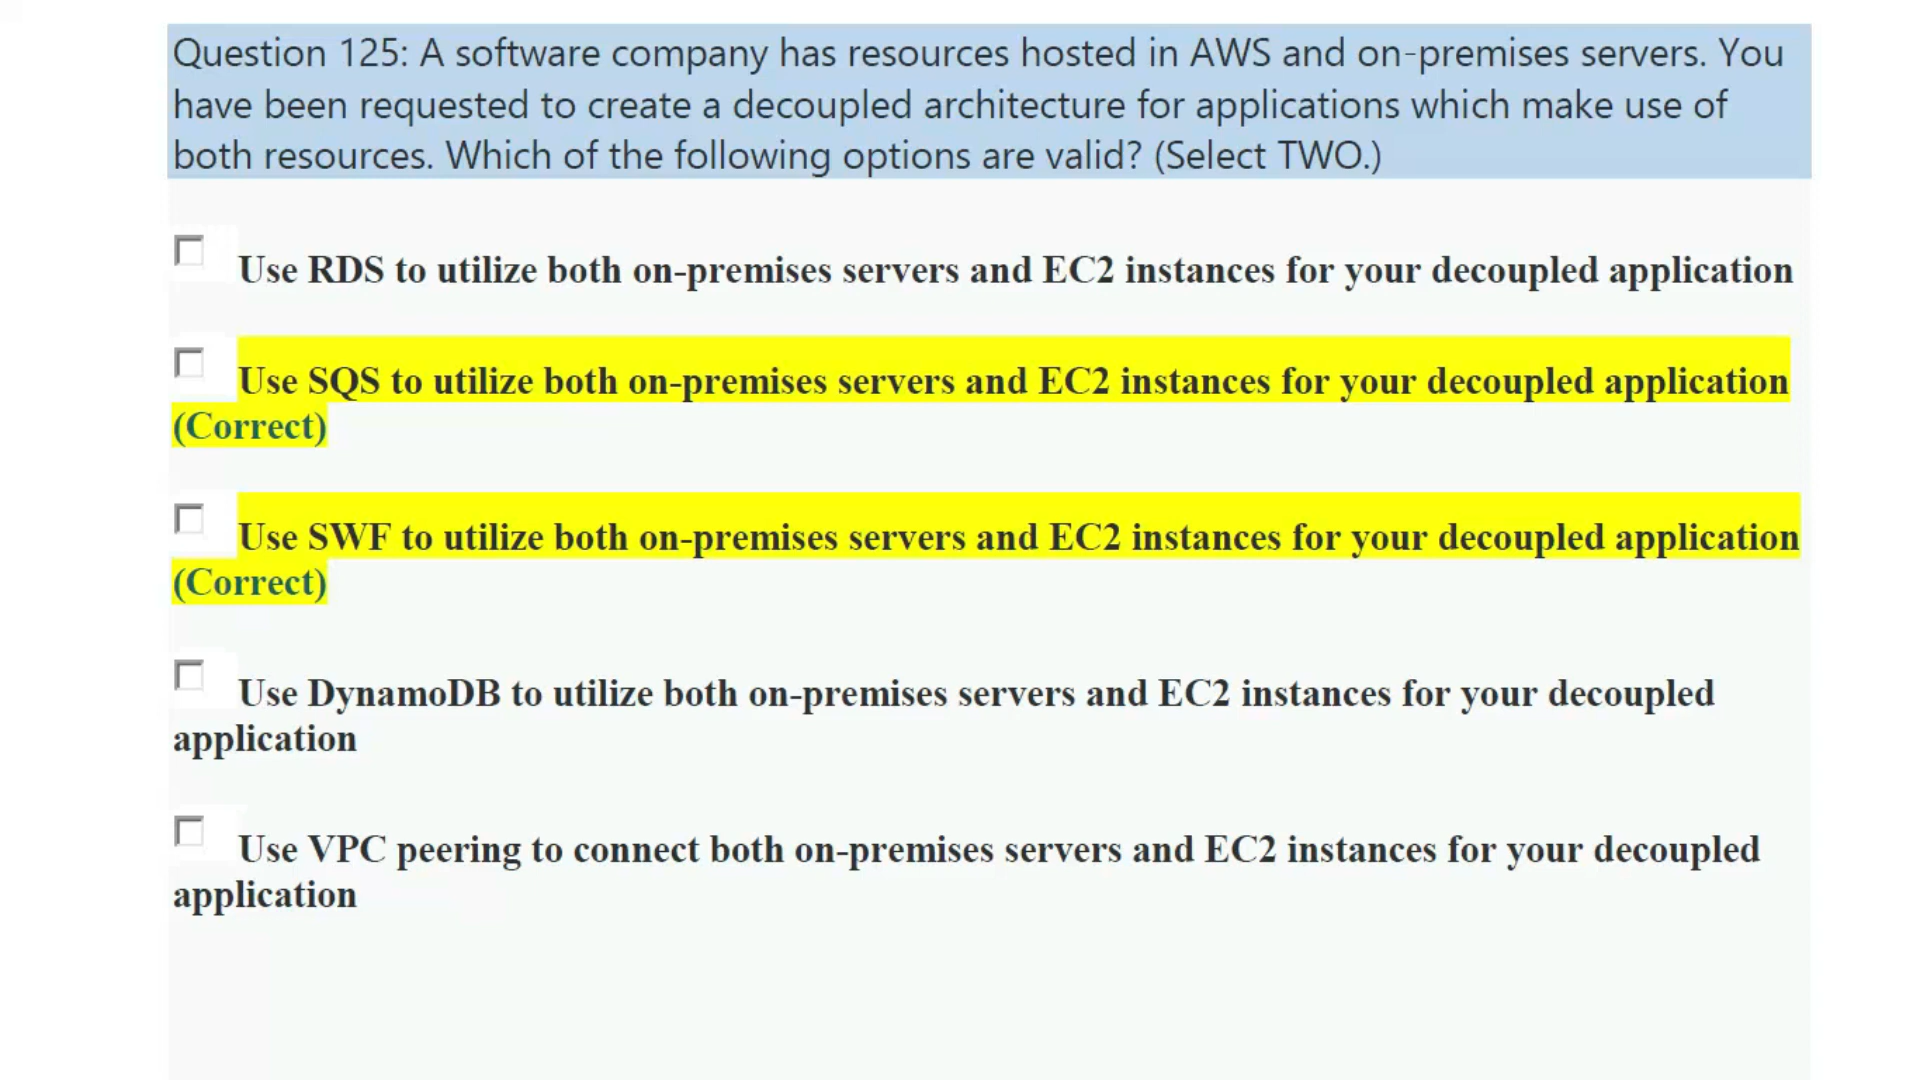 Question 125: A software company has resources hosted in AWS and on-premises servers. You
have been requested to create a decoupled architecture for applications which make use of
both resources. Which of the following options are valid? (Select TWO.)
Use RDS to utilize both on-premises servers and EC2 instances for your decoupled application
Use SQS to utilize both on-premises servers and EC2 instances for your decoupled application
(Correct)
Use SWF to utilize both on-premises servers and EC2 instances for your decoupled application
(Correct)
Use DynamoDB to utilize both on-premises servers and EC2 instances for your decoupled
application
Use VPC peering to connect both on-premises servers and EC2 instances for your decoupled
application